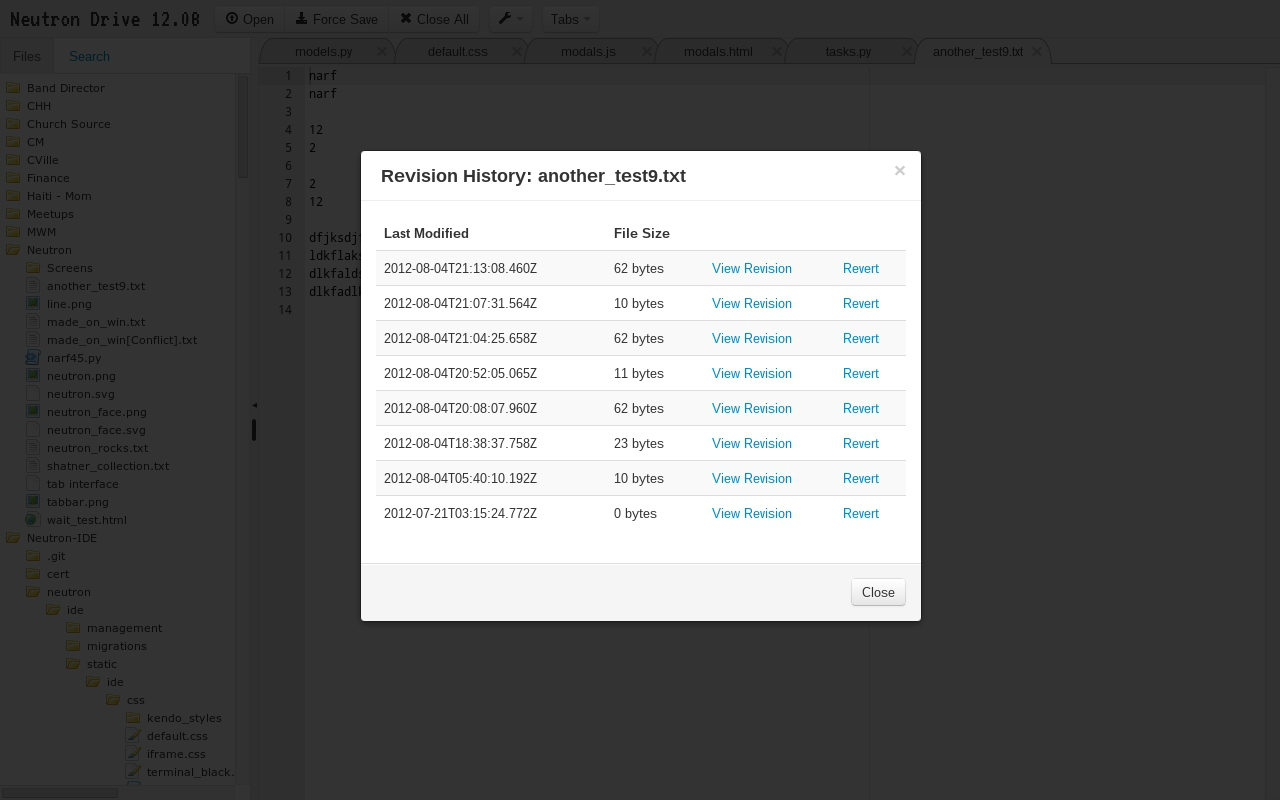 Neutron Drive 12.08 Open Force Save Close All Tabs
Files Search
models.py default.css modals.js modals.html tasks.py another_test9.txt
Band Director
CHH
Church Source
CM
CVille
Finance
Haiti - Mom
Meetups
MWM
Neutron
Screens
another_test9.txt
line.png
made_on_win.txt
made_on_win[Conflict].txt
narf45.py
neutron.png
neutron.svg
neutron_face.png
neutron_face.svg
neutron_rocks.txt
shatner_collection.txt
tab interface
tabbar.png
wait_test.html
Neutron-IDE
.git
cert
neutron
ide
management
migrations
static
ide
css
kendo_styles
default.css
iframe.css
terminal_black.
1 narf
2 narf
3
4 12
5 2
6
7 2
8 12
9
10 dfjksdj
11 ldkflaks
12 dlkfalds
13 dlkfadlk
14
Revision History: another_test9.txt ×
Last Modified File Size
2012-08-04T21:13:08.460Z 62 bytes View Revision Revert
2012-08-04T21:07:31.564Z 10 bytes View Revision Revert
2012-08-04T21:04:25.658Z 62 bytes View Revision Revert
2012-08-04T20:52:05.065Z 11 bytes View Revision Revert
2012-08-04T20:08:07.960Z 62 bytes View Revision Revert
2012-08-04T18:38:37.758Z 23 bytes View Revision Revert
2012-08-04T05:40:10.192Z 10 bytes View Revision Revert
2012-07-21T03:15:24.772Z 0 bytes View Revision Revert
Close